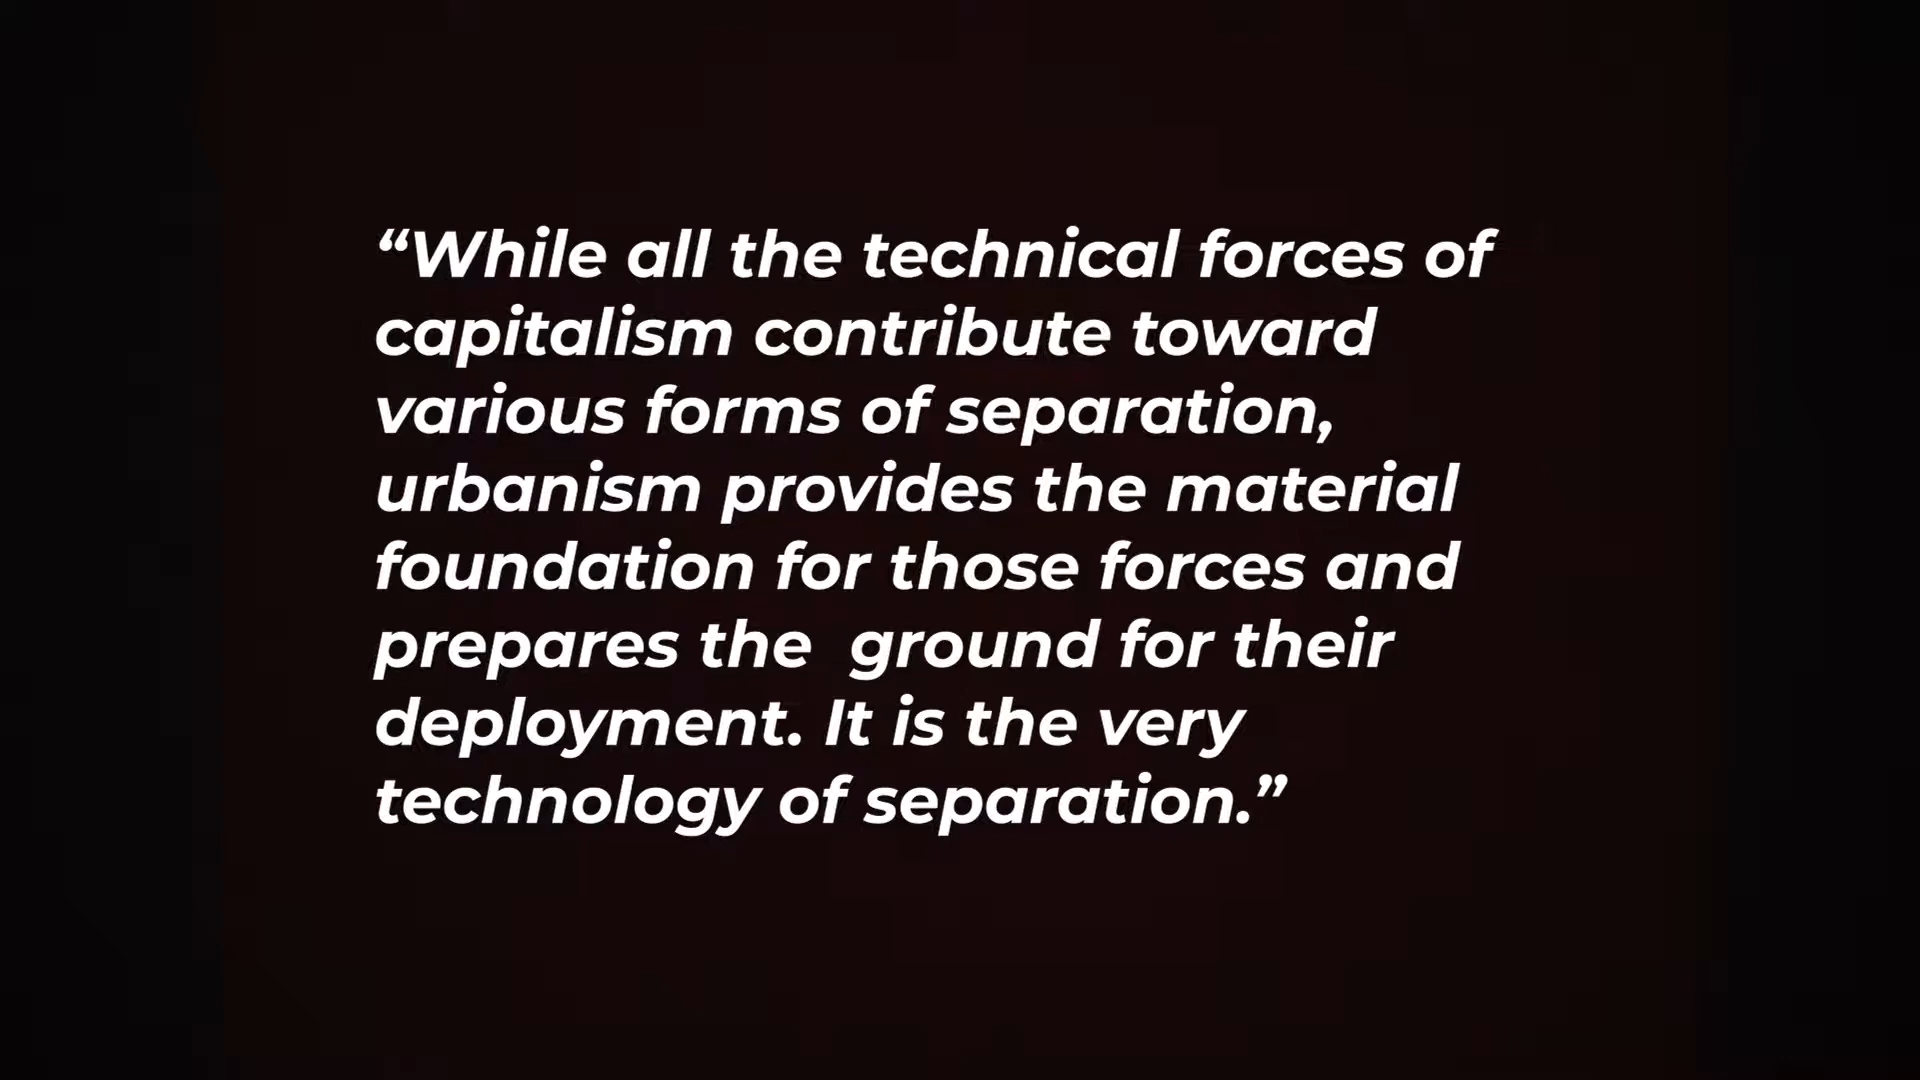 “While all the technical forces of
capitalism contribute toward
various forms of separation,
urbanism provides the material
foundation for those forces and
prepares the  ground for their
deployment. It is the very
technology of separation.”